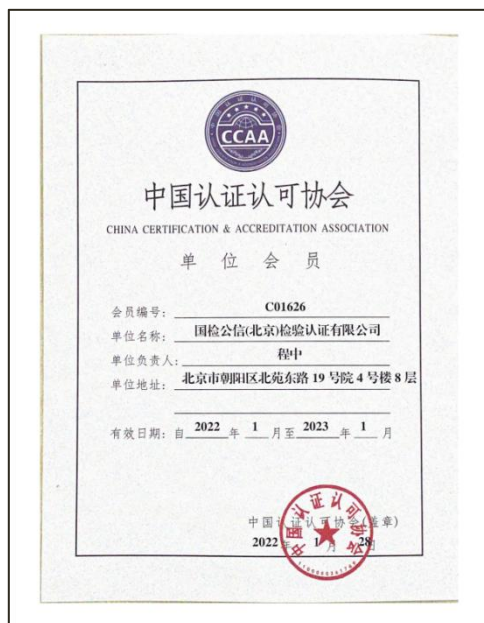 CCAA
中国认证认可协会
CHINA CERTIFICATION & ACCREDITATION ASSOCIATION
单位会员
会员编号: C01626
单位名称: 国检公信(北京)检验认证有限公司
单位负责人: 程中
单位地址: 北京市朝阳区北苑东路 19 号院 4 号楼 8 层
有效日期: 自 2022 年 1 月至 2023 年 1 月
中国认证认可协会(盖章)
2022 年 1 月 28 日
中国认证认可协会